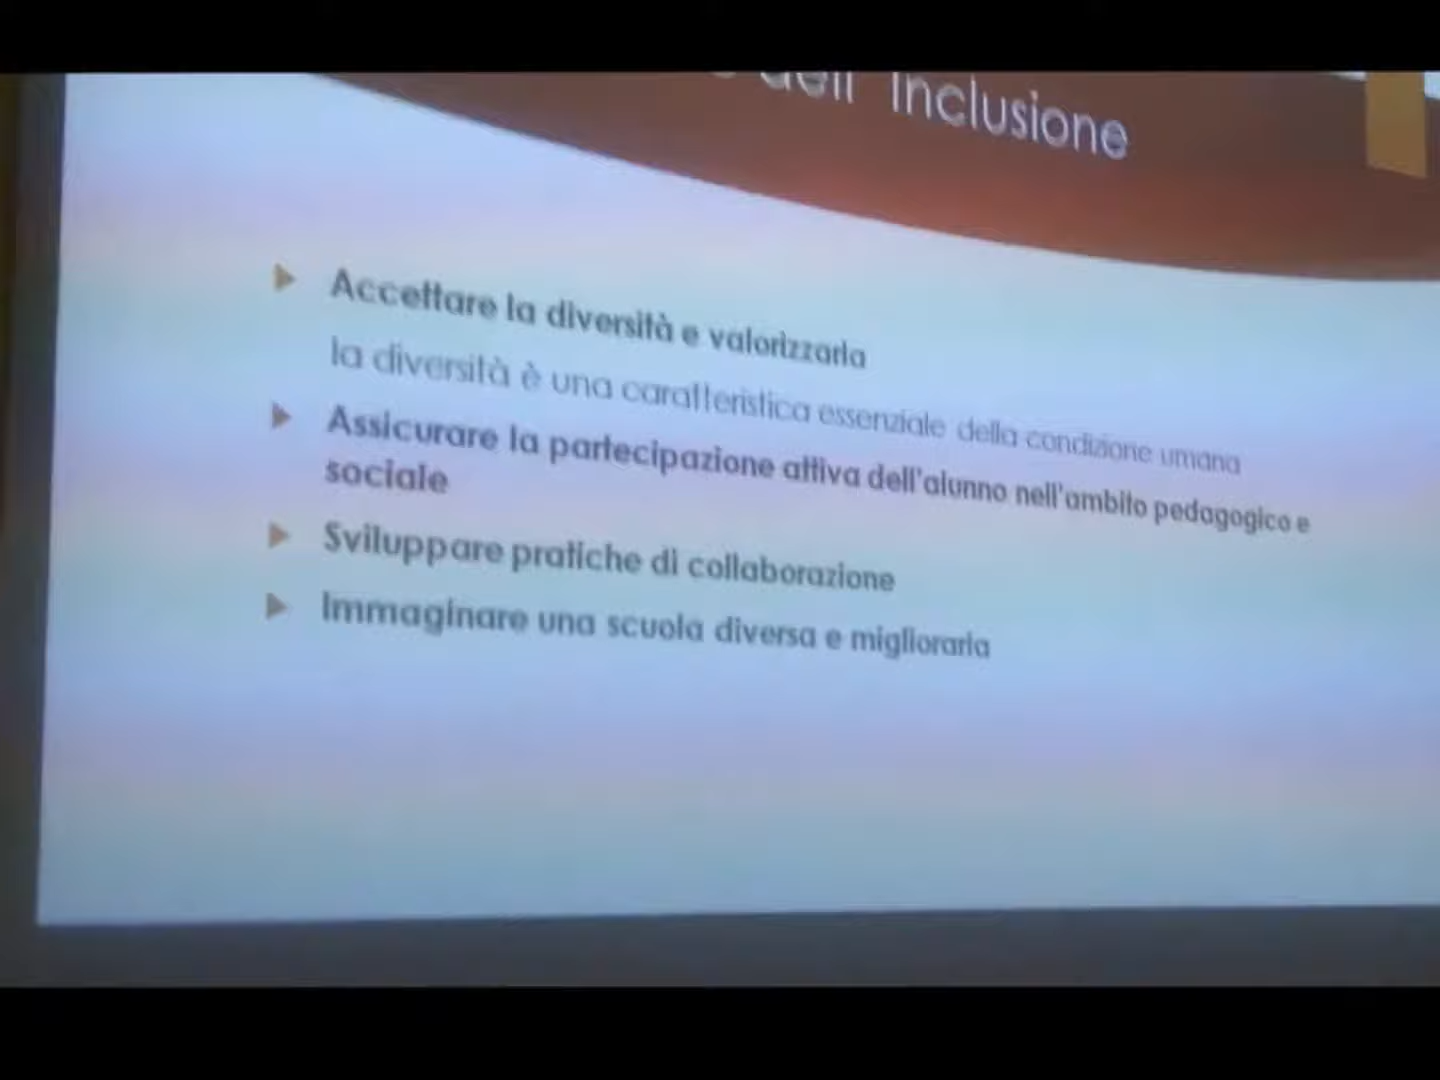 dell' Inclusione
Accettare la diversità e valorizzarla
la diversità è una caratteristica essenziale della condizione umana
Assicurare la partecipazione attiva dell'alunno nell'ambito pedagogico e
sociale
Sviluppare pratiche di collaborazione
Immaginare una scuola diversa e migliorarla